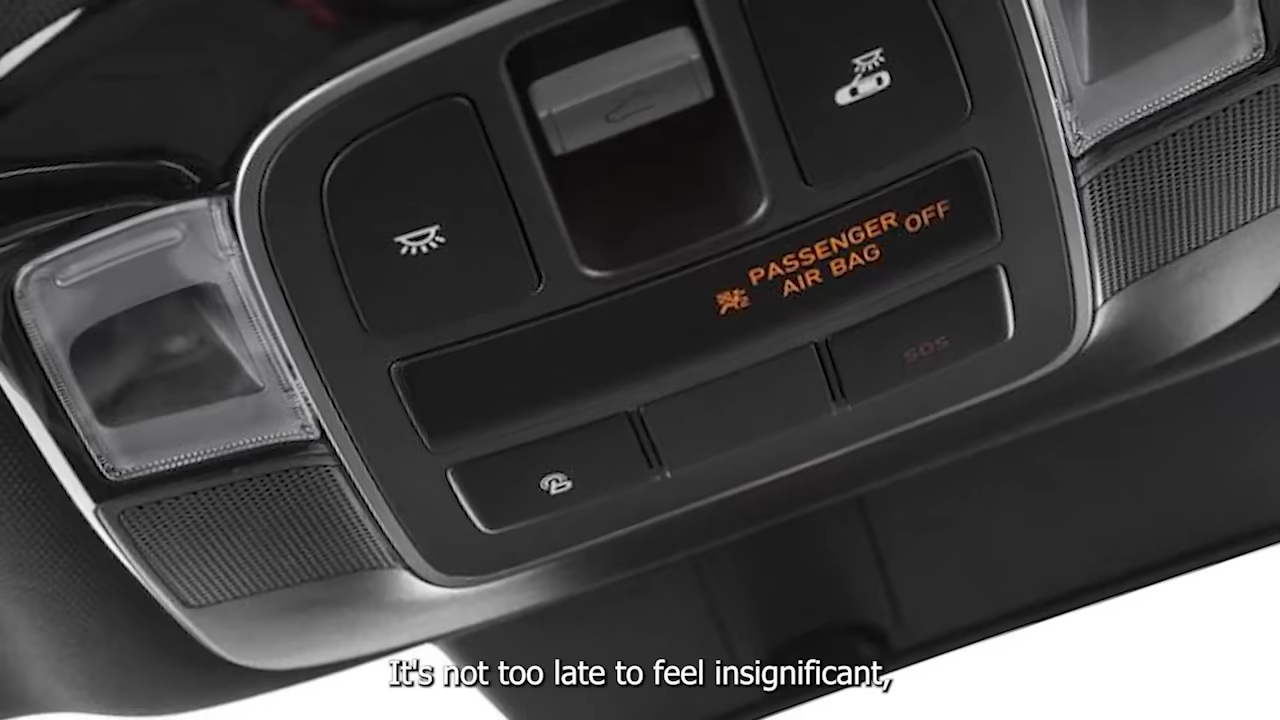 PASSENGER OFF
AIR BAG
SOS
It's not too late to feel insignificant,